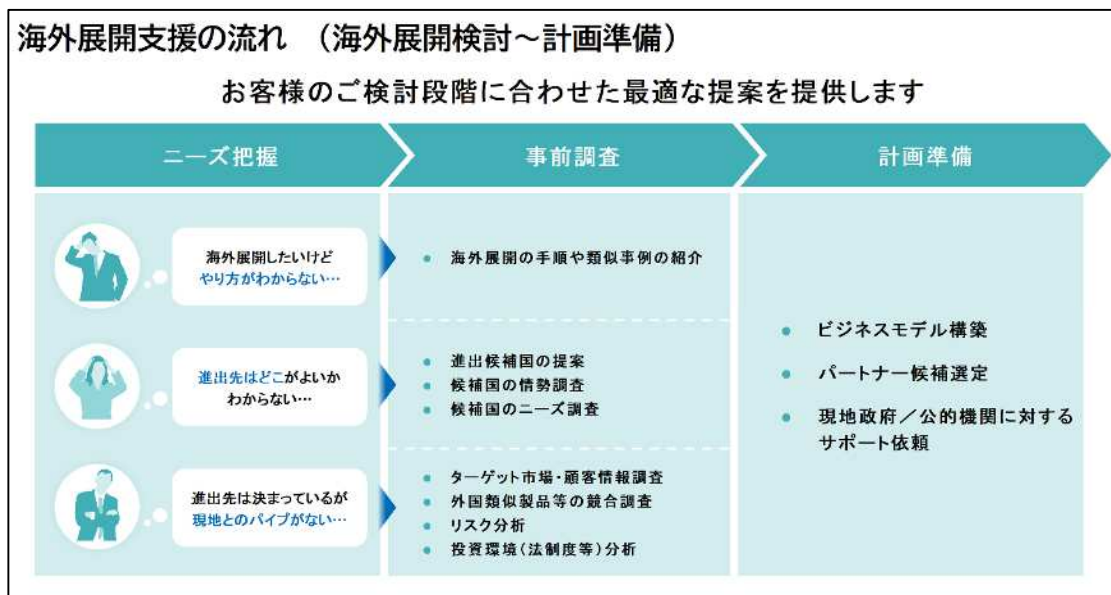 海外展開支援の流れ （海外展開検討～計画準備）
お客様のご検討段階に合わせた最適な提案を提供します
ニーズ把握
事前調査
計画準備
海外展開したいけど
やり方がわからない…
• 海外展開の手順や類似事例の紹介
進出先はどこがよいか
わからない…
• 進出候補国の提案
• 候補国の情勢調査
• 候補国のニーズ調査
進出先は決まっているが
現地とのパイプがない…
• ターゲット市場・顧客情報調査
• 外国類似製品等の競合調査
• リスク分析
• 投資環境（法制度等）分析
• ビジネスモデル構築
• パートナー候補選定
• 現地政府／公的機関に対する
サポート依頼